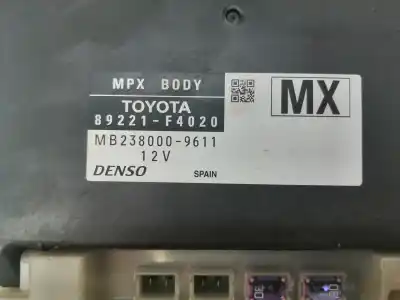 MPX BODY
TOYOTA
89221-F4020
MB238000-9611
12V
DENSO
SPAIN
MX